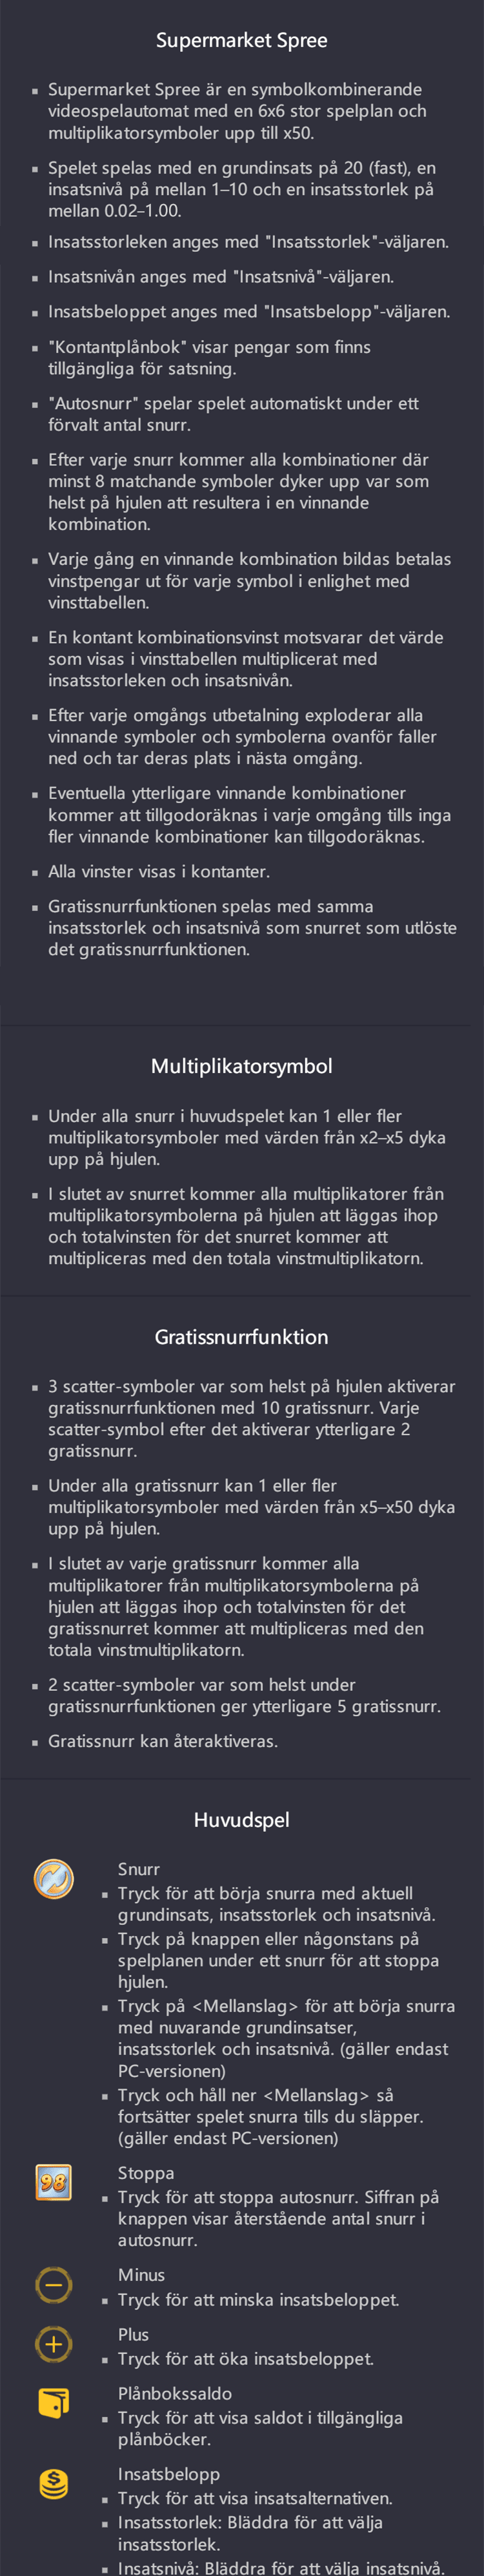 Supermarket Spree
▪ Supermarket Spree är en symbolkombinerande
videospelautomat med en 6x6 stor spelplan och
multiplikatorsymboler upp till x50.
▪ Spelet spelas med en grundinsats på 20 (fast), en
insatsnivå på mellan 1–10 och en insatsstorlek på
mellan 0.02–1.00.
▪ Insatsstorleken anges med "Insatsstorlek"-väljaren.
▪ Insatsnivån anges med "Insatsnivå"-väljaren.
▪ Insatsbeloppet anges med "Insatsbelopp"-väljaren.
▪ "Kontantplånbok" visar pengar som finns
tillgängliga för satsning.
▪ "Autosnurr" spelar spelet automatiskt under ett
förvalt antal snurr.
▪ Efter varje snurr kommer alla kombinationer där
minst 8 matchande symboler dyker upp var som
helst på hjulen att resultera i en vinnande
kombination.
▪ Varje gång en vinnande kombination bildas betalas
vinstpengar ut för varje symbol i enlighet med
vinsttabellen.
▪ En kontant kombinationsvinst motsvarar det värde
som visas i vinsttabellen multiplicerat med
insatsstorleken och insatsnivån.
▪ Efter varje omgångs utbetalning exploderar alla
vinnande symboler och symbolerna ovanför faller
ned och tar deras plats i nästa omgång.
▪ Eventuella ytterligare vinnande kombinationer
kommer att tillgodoräknas i varje omgång tills inga
fler vinnande kombinationer kan tillgodoräknas.
▪ Alla vinster visas i kontanter.
▪ Gratissnurrfunktionen spelas med samma
insatsstorlek och insatsnivå som snurret som utlöste
det gratissnurrfunktionen.
Multiplikatorsymbol
▪ Under alla snurr i huvudspelet kan 1 eller fler
multiplikatorsymboler med värden från x2–x5 dyka
upp på hjulen.
▪ I slutet av snurret kommer alla multiplikatorer från
multiplikatorsymbolerna på hjulen att läggas ihop
och totalvinsten för det snurret kommer att
multipliceras med den totala vinstmultiplikatorn.
Gratissnurrfunktion
▪ 3 scatter-symboler var som helst på hjulen aktiverar
gratissnurrfunktionen med 10 gratissnurr. Varje
scatter-symbol efter det aktiverar ytterligare 2
gratissnurr.
▪ Under alla gratissnurr kan 1 eller fler
multiplikatorsymboler med värden från x5–x50 dyka
upp på hjulen.
▪ I slutet av varje gratissnurr kommer alla
multiplikatorer från multiplikatorsymbolerna på
hjulen att läggas ihop och totalvinsten för det
gratissnurret kommer att multipliceras med den
totala vinstmultiplikatorn.
▪ 2 scatter-symboler var som helst under
gratissnurrfunktionen ger ytterligare 5 gratissnurr.
▪ Gratissnurr kan återaktiveras.
Huvudspel
Snurr
▪ Tryck för att börja snurra med aktuell
grundinsats, insatsstorlek och insatsnivå.
▪ Tryck på knappen eller någonstans på
spelplanen under ett snurr för att stoppa
hjulen.
▪ Tryck på <Mellanslag> för att börja snurra
med nuvarande grundinsatser,
insatsstorlek och insatsnivå. (gäller endast
PC-versionen)
▪ Tryck och håll ner <Mellanslag> så
fortsätter spelet snurra tills du släpper.
(gäller endast PC-versionen)
98
Stoppa
▪ Tryck för att stoppa autosnurr. Siffran på
knappen visar återstående antal snurr i
autosnurr.
Minus
▪ Tryck för att minska insatsbeloppet.
Plus
▪ Tryck för att öka insatsbeloppet.
Plånbokssaldo
▪ Tryck för att visa saldot i tillgängliga
plånböcker.
Insatsbelopp
▪ Tryck för att visa insatsalternativen.
▪ Insatsstorlek: Bläddra för att välja
insatsstorlek.
▪ Insatsnivå: Bläddra för att välja insatsnivå.